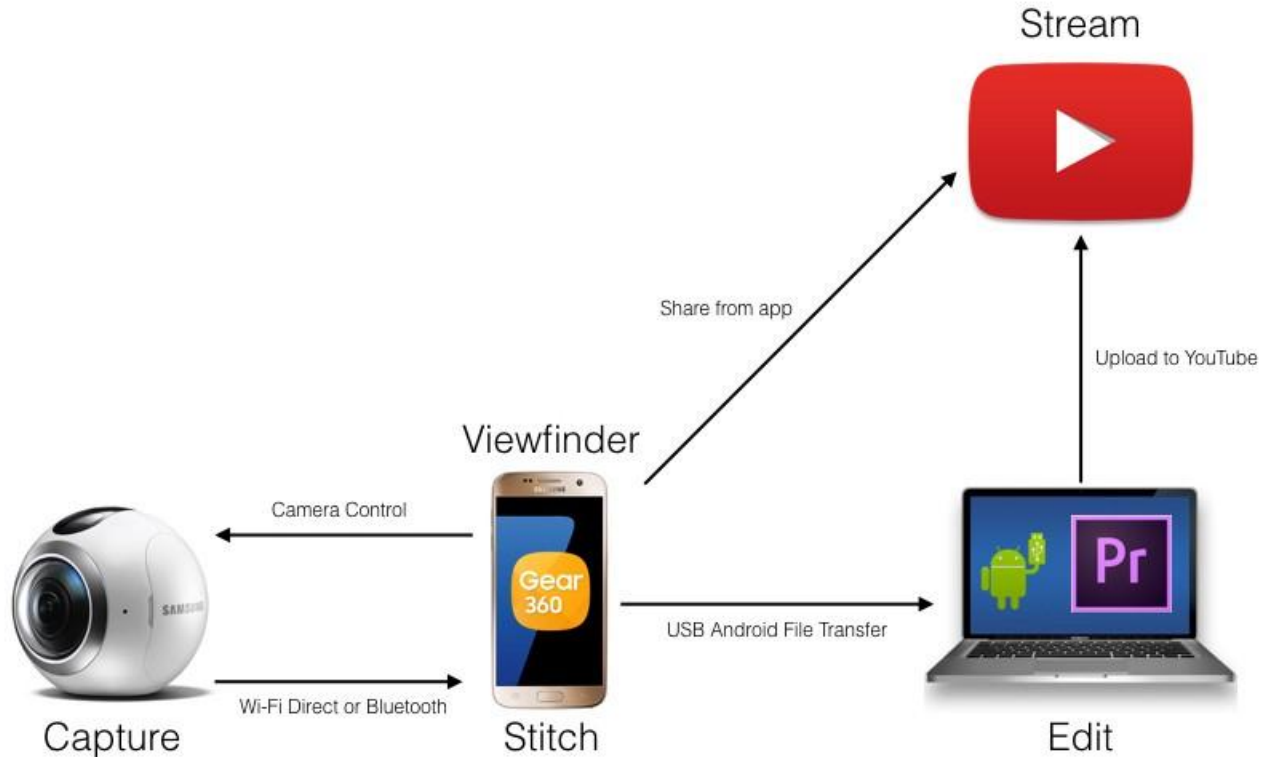 Stream
Share from app
Upload to YouTube
Viewfinder
Camera Control
SAMSUNG
SAMSUNG
Gear
360
Pr
USB Android File Transfer
Wi-Fi Direct or Bluetooth
Capture
Stitch
Edit